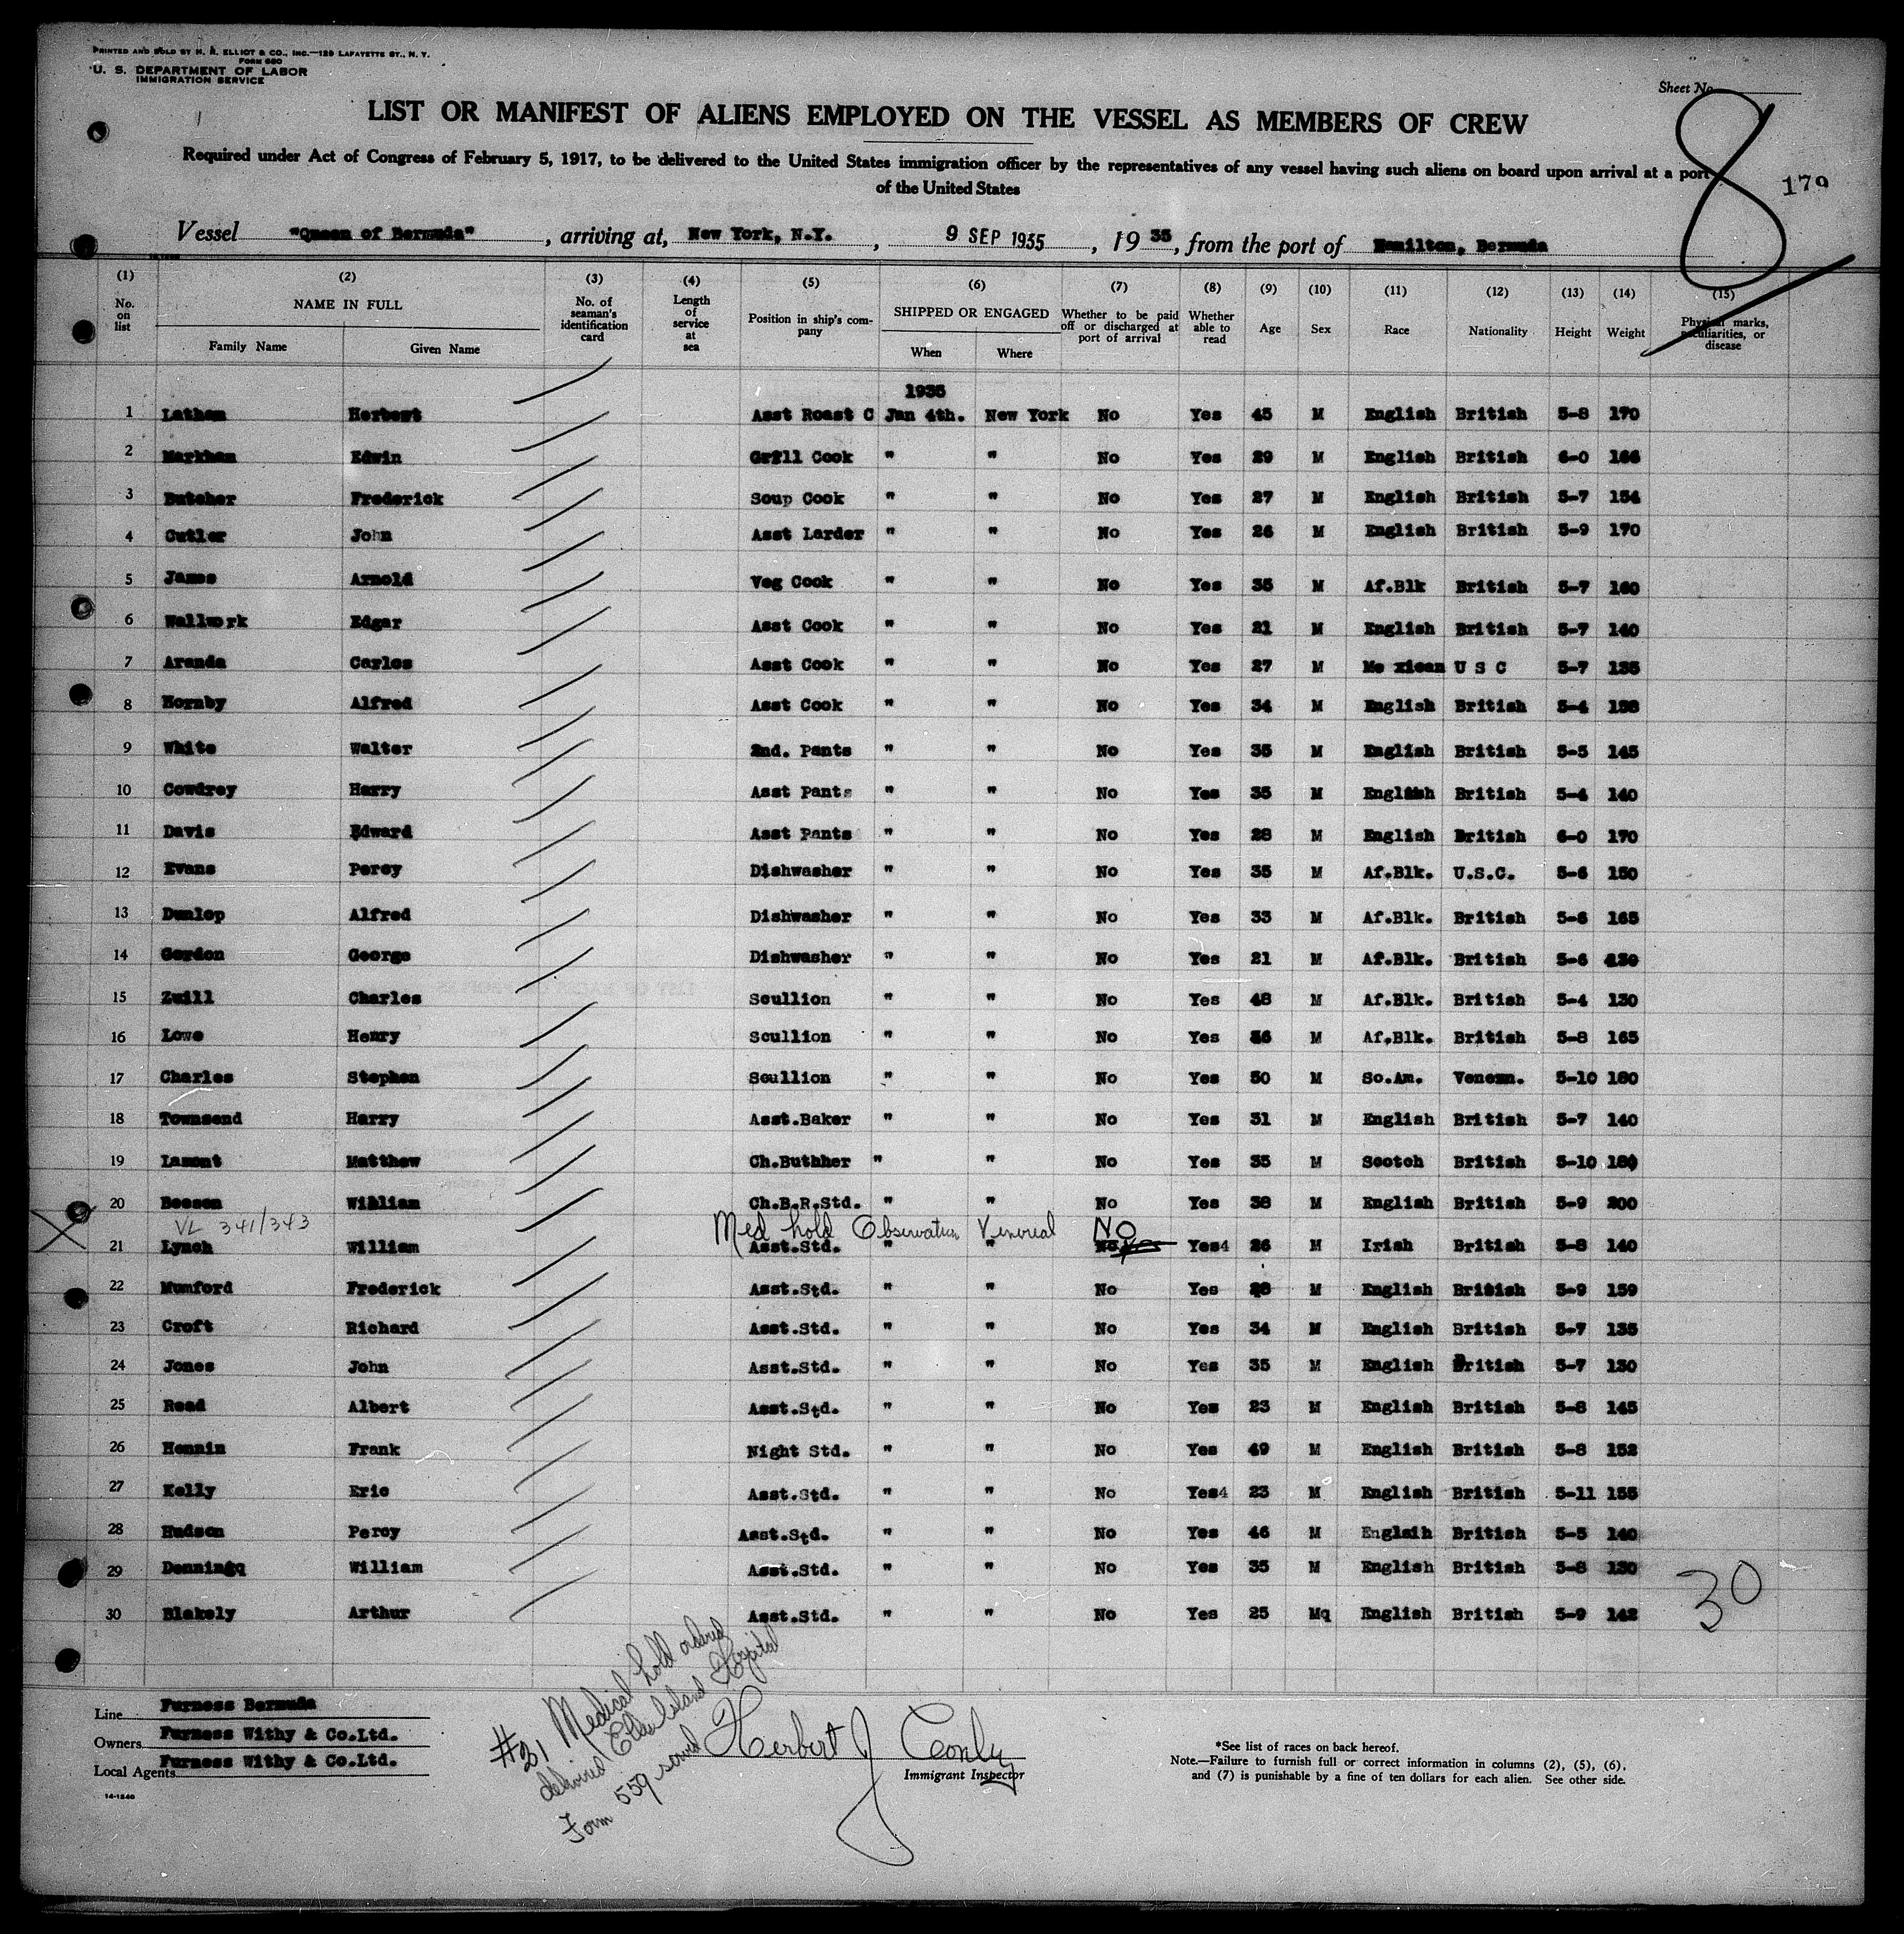 PRINTED AND SOLD BY H. A. ELLIOT & CO., INC.—129 LAFAYETTE ST., N. Y.
FORM 680
U. S. DEPARTMENT OF LABOR
IMMIGRATION SERVICE
Sheet No.
8
179
LIST OR MANIFEST OF ALIENS EMPLOYED ON THE VESSEL AS MEMBERS OF CREW
Required under Act of Congress of February 5, 1917, to be delivered to the United States immigration officer by the representatives of any vessel having such aliens on board upon arrival at a port
of the United States
Vessel "Queen of Bermuda", arriving at, New York, N.Y., 9 SEP 1935, 1935, from the port of Hamilton, Bermuda
(1) (2) (3) (4) (5) (6) (7) (8) (9) (10) (11) (12) (13) (14) (15)
No. on list NAME IN FULL Family Name Given Name No. of seaman's identification card Length of service at sea Position in ship's company SHIPPED OR ENGAGED When Where Whether to be paid off or discharged at port of arrival Whether able to read Age Sex Race Nationality Height Weight Physical marks, peculiarities, or disease
1935
1 Latham Herbert Asst Roast C Jan 4th. New York No Yes 45 M English British 5-8 170
2 Markham Edwin Grill Cook " " No Yes 29 M English British 6-0 166
3 Butcher Frederick Soup Cook " " No Yes 27 M English British 5-7 154
4 Cutler John Asst Larder " " No Yes 26 M English British 5-9 170
5 James Arnold Veg Cook " " No Yes 35 M Af.Blk British 5-7 160
6 Wallwork Edgar Asst Cook " " No Yes 21 M English British 5-7 140
7 Aranda Carlos Asst Cook " " No Yes 27 M Me xican U S C 5-7 135
8 Hornby Alfred Asst Cook " " No Yes 34 M English British 5-4 138
9 White Walter 2nd. Pants " " No Yes 35 M English British 5-5 145
10 Cowdrey Harry Asst Pants " " No Yes 35 M English British 5-4 140
11 Davis Edward Asst Pants " " No Yes 28 M English British 6-0 170
12 Evans Percy Dishwasher " " No Yes 35 M Af.Blk. U.S.C. 5-6 150
13 Dunlop Alfred Dishwasher " " No Yes 33 M Af.Blk. British 5-6 165
14 Gordon George Dishwasher " " No Yes 21 M Af.Blk. British 5-6 130
15 Zuill Charles Scullion " " No Yes 48 M Af.Blk. British 5-4 130
16 Lowe Henry Scullion " " No Yes 36 M Af.Blk. British 5-8 165
17 Charles Stephen Scullion " " No Yes 50 M So.Am. Venezn. 5-10 180
18 Townsend Harry Asst.Baker " " No Yes 31 M English British 5-7 140
19 Lamont Matthew Ch.Buthher " " No Yes 35 M Scotch British 5-10 180
20 Beeson William Ch.B.R.Std. " " No Yes 38 M English British 5-9 200
VL 341/343 Med hold Observation Venereal NO
21 Lynch William Asst.Std. " " No yes Yes4 26 M Irish British 5-8 140
22 Mumford Frederick Asst.Std. " " No Yes 28 M English British 5-9 159
23 Croft Richard Asst.Std. " " No Yes 34 M English British 5-7 135
24 Jones John Asst.Std. " " No Yes 35 M English British 5-7 130
25 Read Albert Asst.Std. " " No Yes 23 M English British 5-8 145
26 Hennin Frank Night Std. " " No Yes 49 M English British 5-8 152
27 Kelly Eric Asst.Std. " " No Yes4 23 M English British 5-11 155
28 Hudson Percy Asst.Std. " " No Yes 46 M Englsih British 5-5 140
29 Denningq William Asst.Std. " " No Yes 35 M English British 5-8 130
30 Blakely Arthur Asst.Std. " " No Yes 25 Mq English British 5-9 142
30
Line Furness Bermuda
Owners Furness Withy & Co.Ltd.
Local Agents Furness Withy & Co.Ltd.
14-1240
#21 Medical hold ordered
delivered Ellis Island Hospital
Form 559 served
Herbert J Conly
Immigrant Inspector
*See list of races on back hereof.
Note.—Failure to furnish full or correct information in columns (2), (5), (6),
and (7) is punishable by a fine of ten dollars for each alien. See other side.